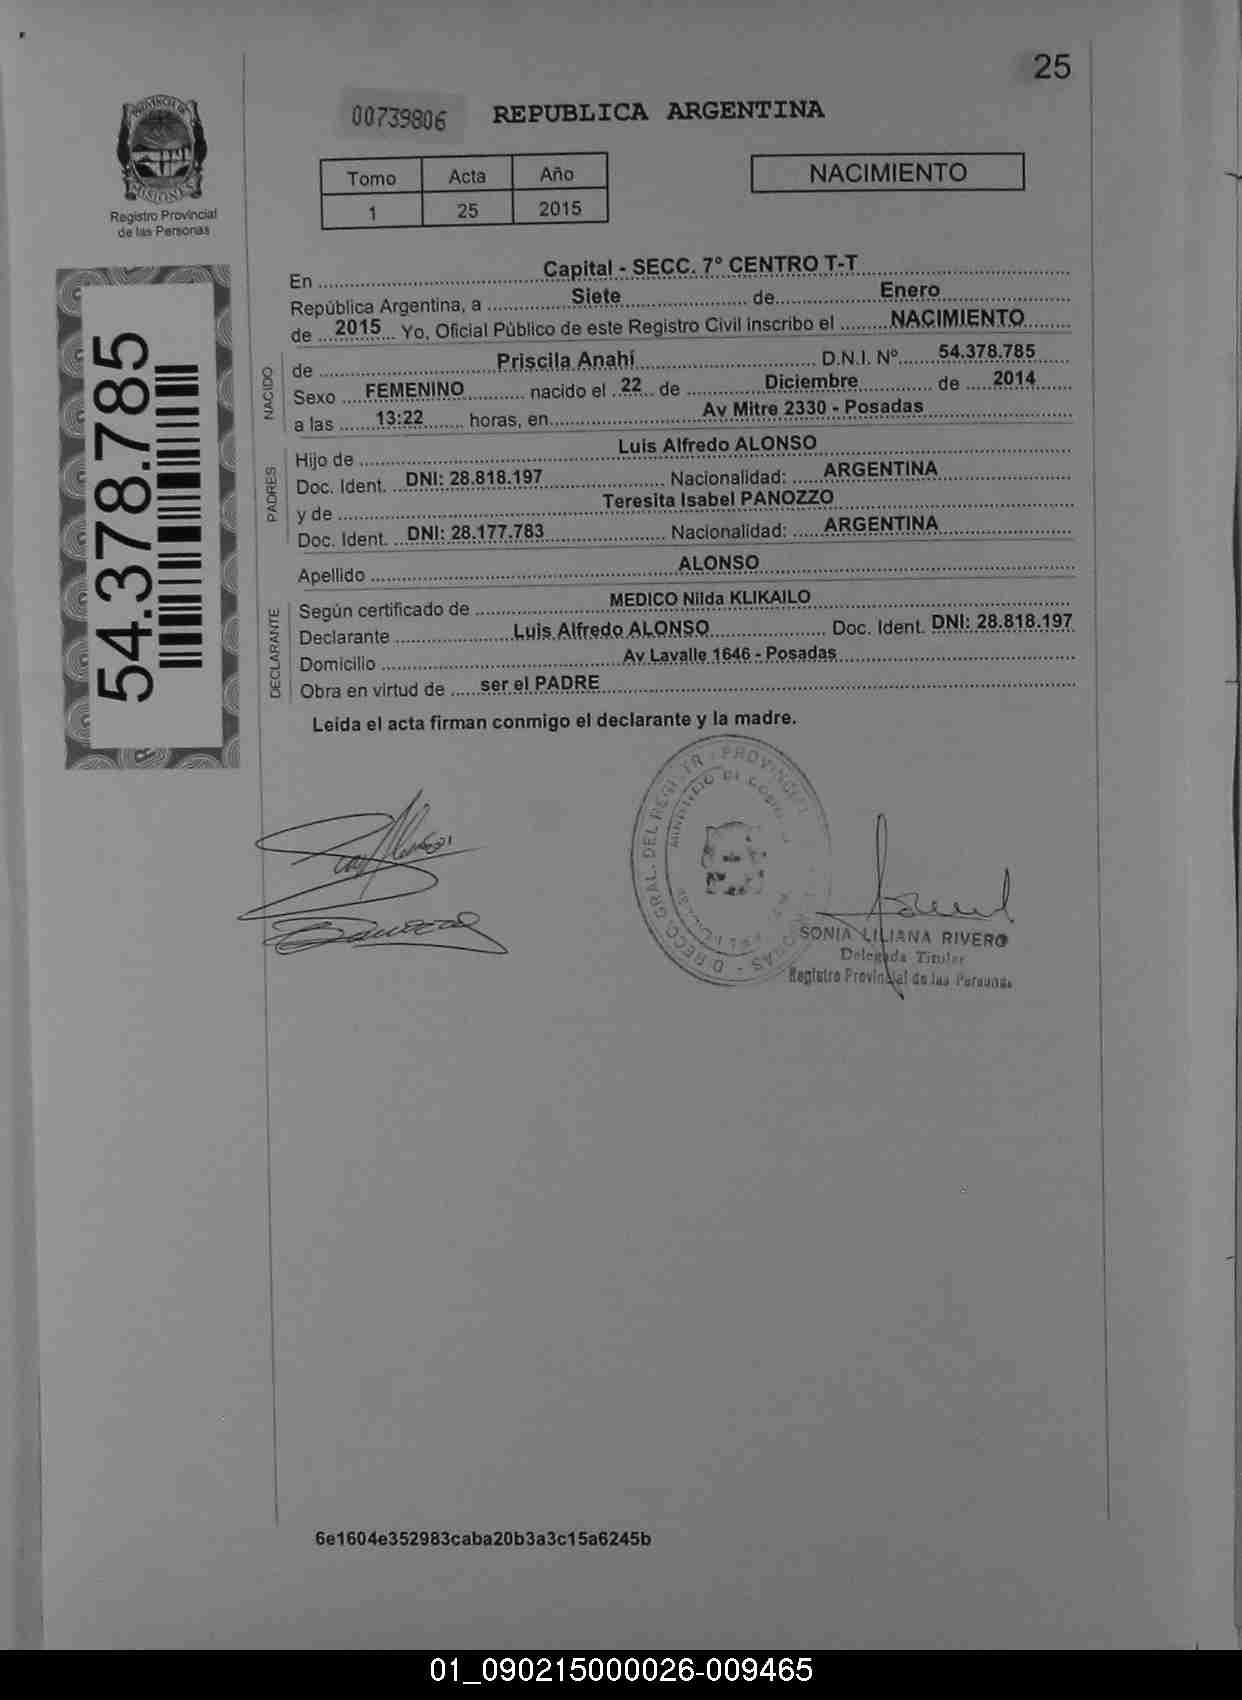 25
00739806 REPUBLICA ARGENTINA
Tomo Acta Año
1 25 2015
NACIMIENTO
PROVINCIA DE
MISIONES
Registro Provincial
de las Personas
54.378.785
En ........ Capital - SECC. 7° CENTRO T-T ........
República Argentina, a ........ Siete ........ de ........ Enero ........
de ... 2015 ... Yo, Oficial Público de este Registro Civil inscribo el ........ NACIMIENTO ........
NACIDO
de ........ Priscila Anahí ........ D.N.I. Nº ...... 54.378.785 ......
Sexo .... FEMENINO ........ nacido el .. 22 ... de ........ Diciembre ........ de .... 2014 ......
a las ...... 13:22 ........ horas, en ........ Av Mitre 2330 - Posadas ........
PADRES
Hijo de ........ Luis Alfredo ALONSO ........
Doc. Ident. .. DNI: 28.818.197 ........ Nacionalidad: ..... ARGENTINA ........
y de ........ Teresita Isabel PANOZZO ........
Doc. Ident. .. DNI: 28.177.783 ........ Nacionalidad: ..... ARGENTINA ........
Apellido ........ ALONSO ........
DECLARANTE
Según certificado de ........ MEDICO Nilda KLIKAILO ........
Declarante ........ Luis Alfredo ALONSO ........ Doc. Ident. DNI: 28.818.197
Domicilio ........ Av Lavalle 1646 - Posadas ........
Obra en virtud de ..... ser el PADRE ........
Leida el acta firman conmigo el declarante y la madre.
SONIA LILIANA RIVERO
Delegada Titular
Registro Provincial de las Personas
6e1604e352983caba20b3a3c15a6245b
01_090215000026-009465